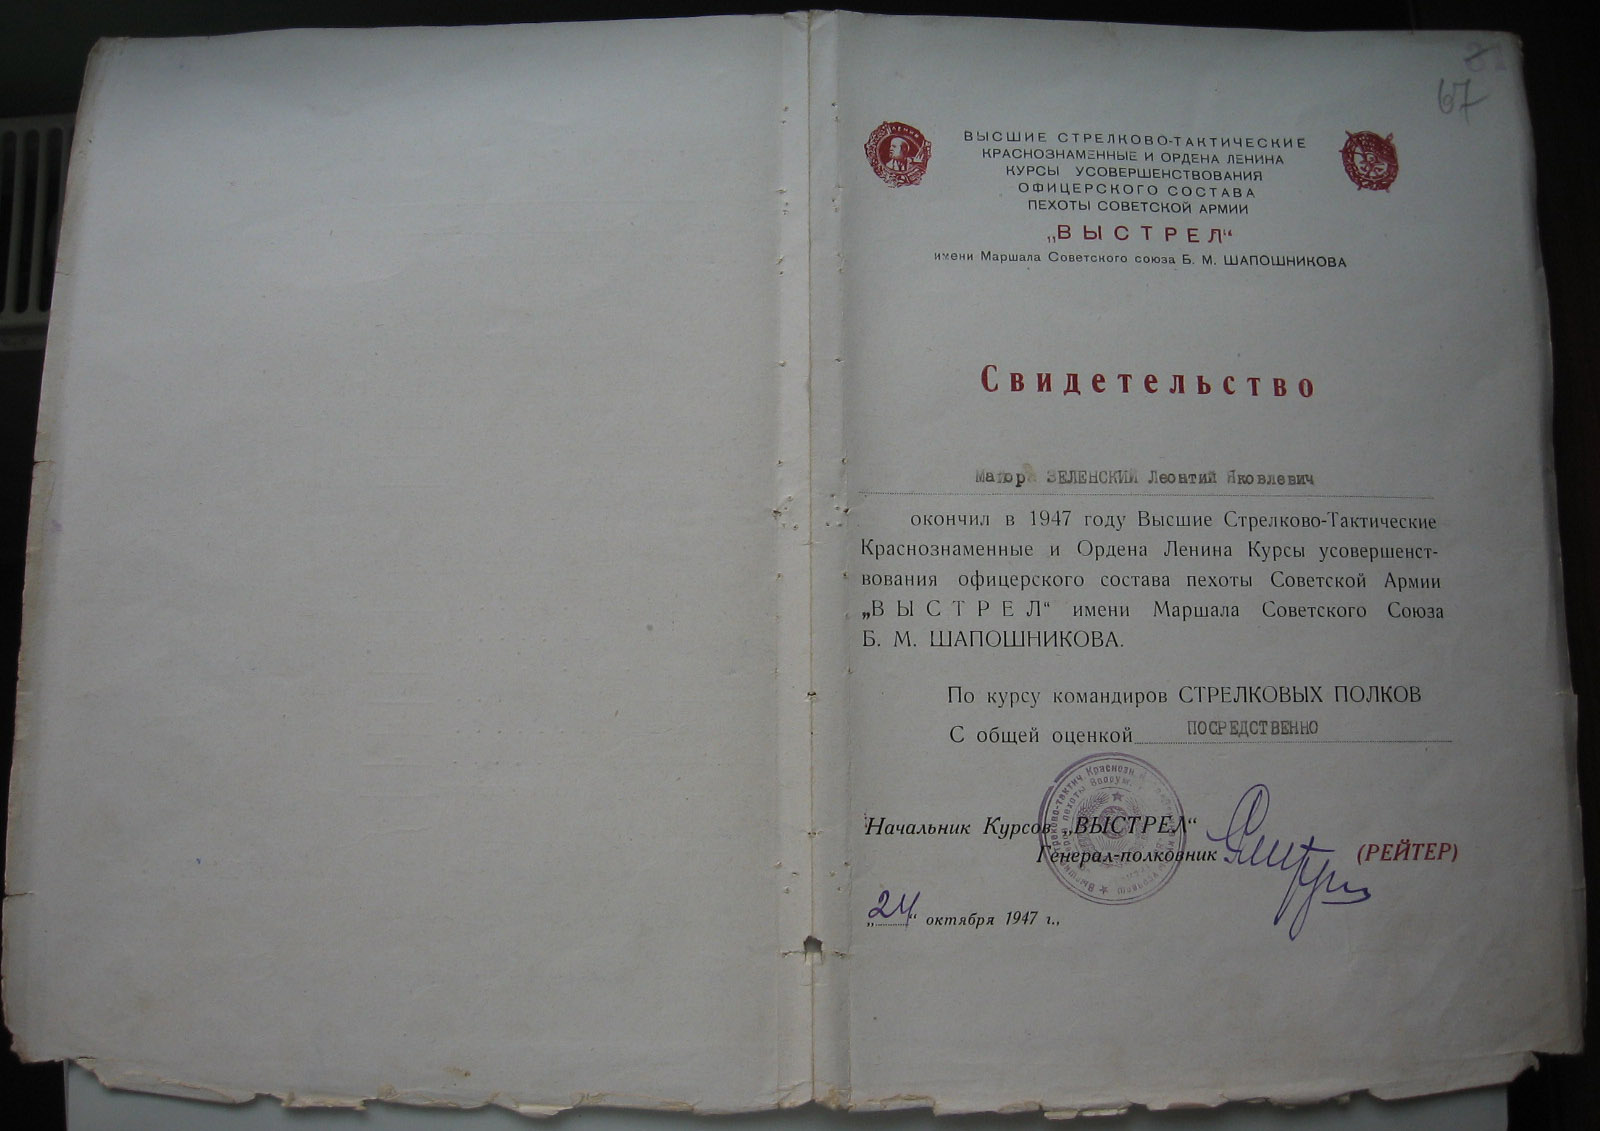 67
ВЫСШИЕ СТРЕЛКОВО-ТАКТИЧЕСКИЕ
КРАСНОЗНАМЕННЫЕ И ОРДЕНА ЛЕНИНА
КУРСЫ УСОВЕРШЕНСТВОВАНИЯ
ОФИЦЕРСКОГО СОСТАВА
ПЕХОТЫ СОВЕТСКОЙ АРМИИ
„ВЫСТРЕЛ“
имени Маршала Советского союза Б. М. ШАПОШНИКОВА
Свидетельство
Майор ЗЕЛЕНСКИЙ Леонтий Яковлевич
окончил в 1947 году Высшие Стрелково-Тактические
Краснознаменные и Ордена Ленина Курсы усовершенст-
вования офицерского состава пехоты Советской Армии
„ВЫСТРЕЛ“ имени Маршала Советского Союза
Б. М. ШАПОШНИКОВА.
По курсу командиров СТРЕЛКОВЫХ ПОЛКОВ
С общей оценкой ПОСРЕДСТВЕННО
Начальник Курсов „ВЫСТРЕЛ“
Генерал-полковник (РЕЙТЕР)
„24“ октября 1947 г.,